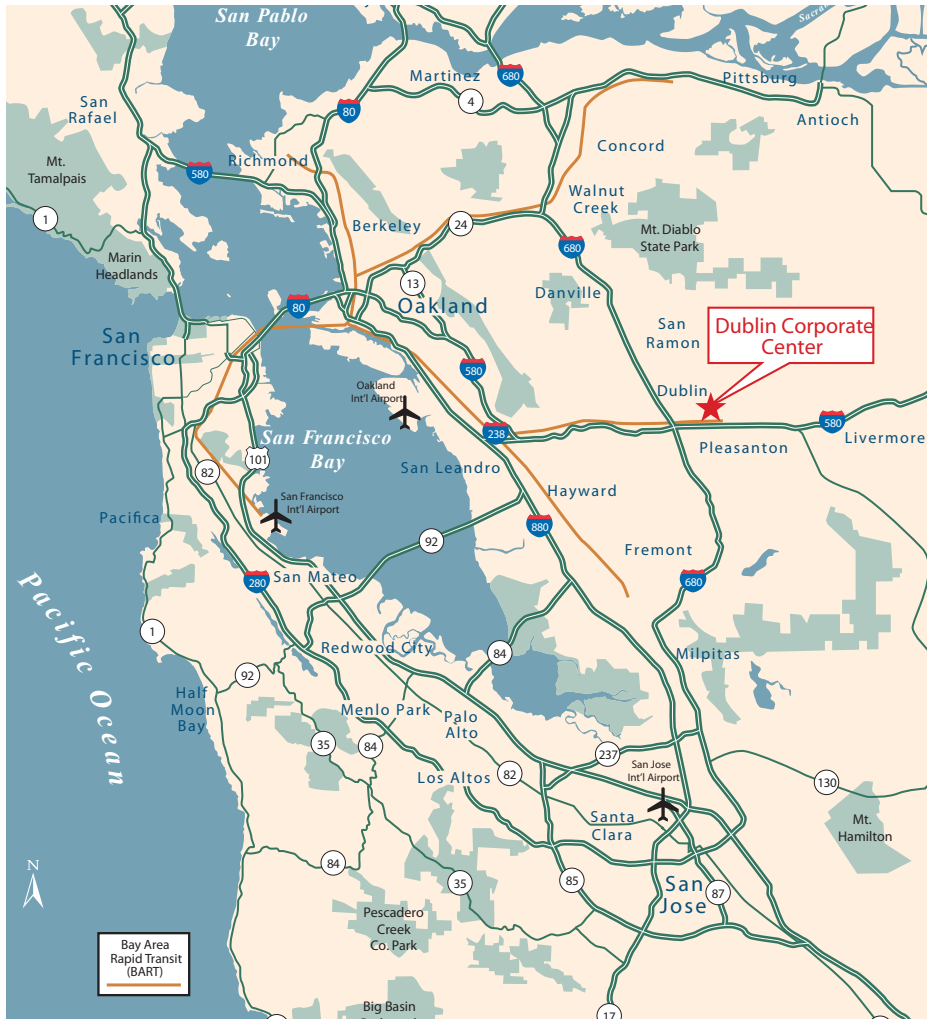 San Pablo
Bay
Sacra
Martinez
680
Pittsburg
4
80
San
Rafael
Antioch
Concord
Richmond
580
Mt.
Tamalpais
Walnut
Creek
1
Berkeley
24
Mt. Diablo
State Park
680
Marin
Headlands
13
Danville
80
Oakland
San
Francisco
San
Ramon
Dublin Corporate
Center
580
Oakland
Int'l Airport
Dublin
238
580
San Francisco
Bay
Pleasanton
Livermore
101
82
San Leandro
Hayward
San Francisco
Int'l Airport
Pacifica
880
92
Fremont
280
San Mateo
680
Pacific Ocean
1
Redwood City
84
Milpitas
92
Half
Moon
Bay
Menlo Park
Palo
Alto
35
84
237
San Jose
Int'l Airport
82
Los Altos
130
Santa
Clara
Mt.
Hamilton
N
84
35
85
San
Jose
87
Pescadero
Creek
Co. Park
Bay Area
Rapid Transit
(BART)
Big Basin
17